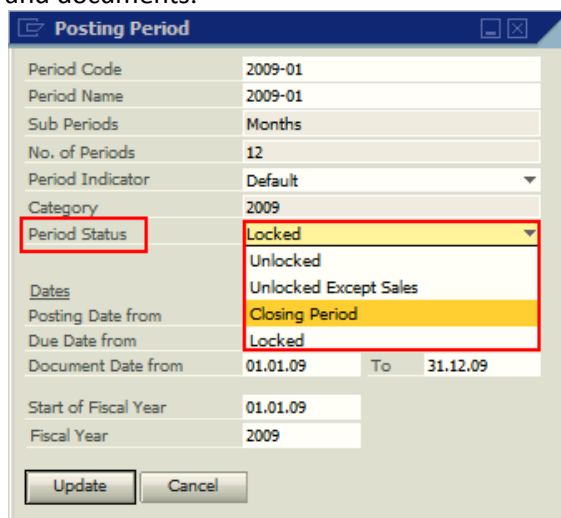 and documents.
Posting Period
Period Code 2009-01
Period Name 2009-01
Sub Periods Months
No. of Periods 12
Period Indicator Default
Category 2009
Period Status Locked
Unlocked
Dates Unlocked Except Sales
Posting Date from Closing Period
Due Date from Locked
Document Date from 01.01.09 To 31.12.09
Start of Fiscal Year 01.01.09
Fiscal Year 2009
Update Cancel